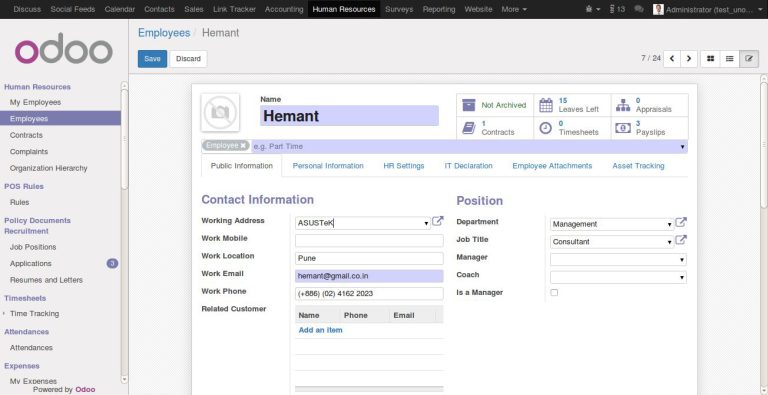 Discuss Social Feeds Calendar Contacts Sales Link Tracker Accounting Human Resources Surveys Reporting Website More 13 Administrator (test_uno...
odoo
Employees / Hemant
Save Discard
7 / 24
Human Resources
My Employees
Employees
Contracts
Complaints
Organization Hierarchy
POS Rules
Rules
Policy Documents
Recruitment
Job Positions
Applications 3
Resumes and Letters
Timesheets
Time Tracking
Attendances
Attendances
Expenses
My Expenses
Powered by Odoo
Name
Hemant
Not Archived
15 Leaves Left
0 Appraisals
1 Contracts
0 Timesheets
3 Payslips
Employee e.g. Part Time
Public Information Personal Information HR Settings IT Declaration Employee Attachments Asset Tracking
Contact Information
Working Address ASUSTeK
Work Mobile
Work Location Pune
Work Email hemant@gmail.co.in
Work Phone (+886) (02) 4162 2023
Related Customer
Name Phone Email
Add an item
Position
Department Management
Job Title Consultant
Manager
Coach
Is a Manager